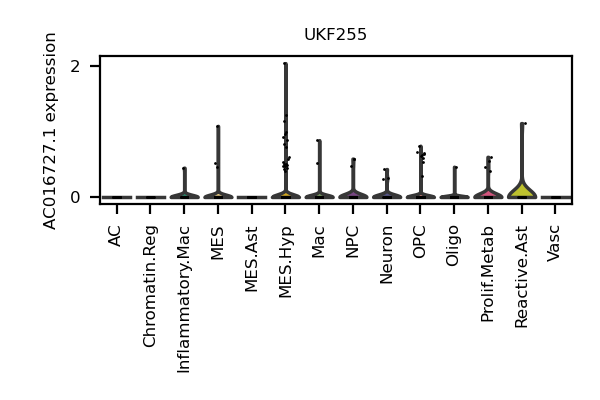 UKF255
AC016727.1 expression
2
0
AC
Chromatin.Reg
Inflammatory.Mac
MES
MES.Ast
MES.Hyp
Mac
NPC
Neuron
OPC
Oligo
Prolif.Metab
Reactive.Ast
Vasc